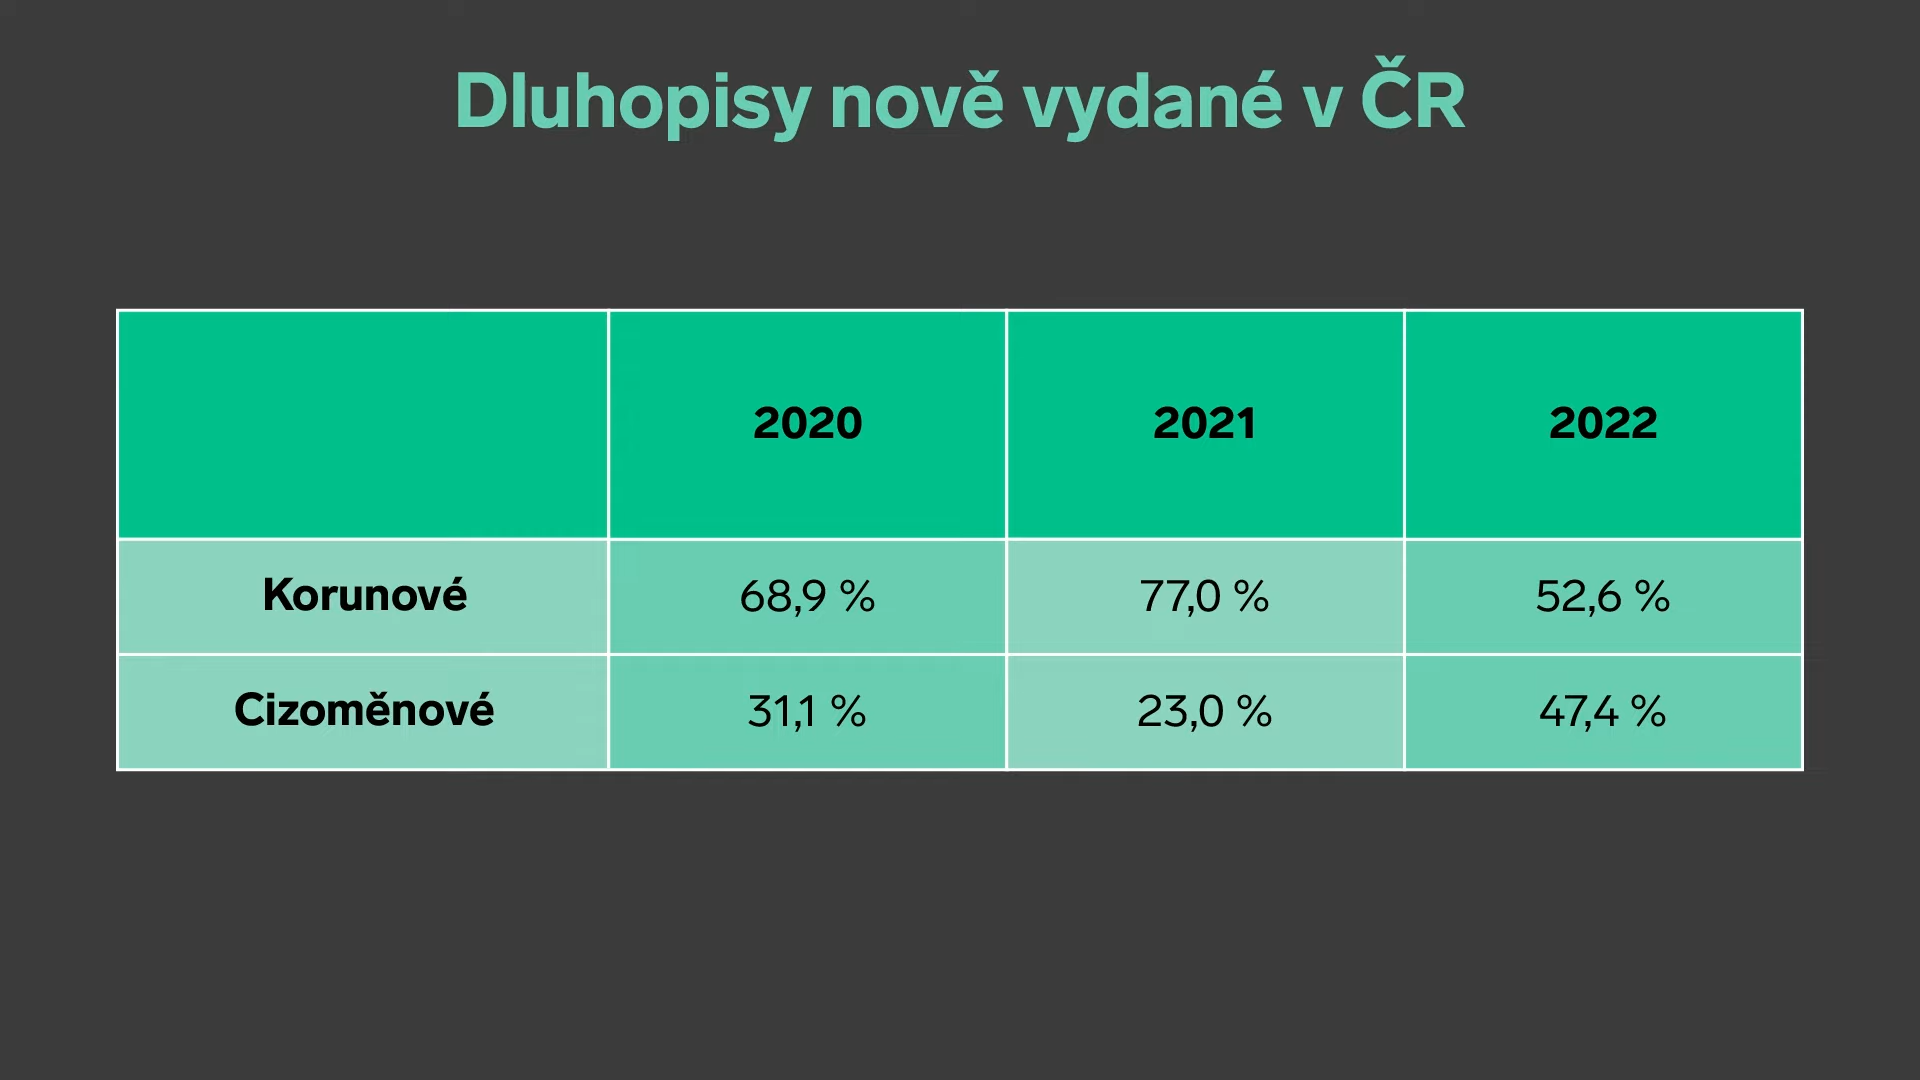 Dluhopisy nově vydané v ČR
2020 2021 2022
Korunové 68,9 % 77,0 % 52,6 %
Cizoměnové 31,1 % 23,0 % 47,4 %